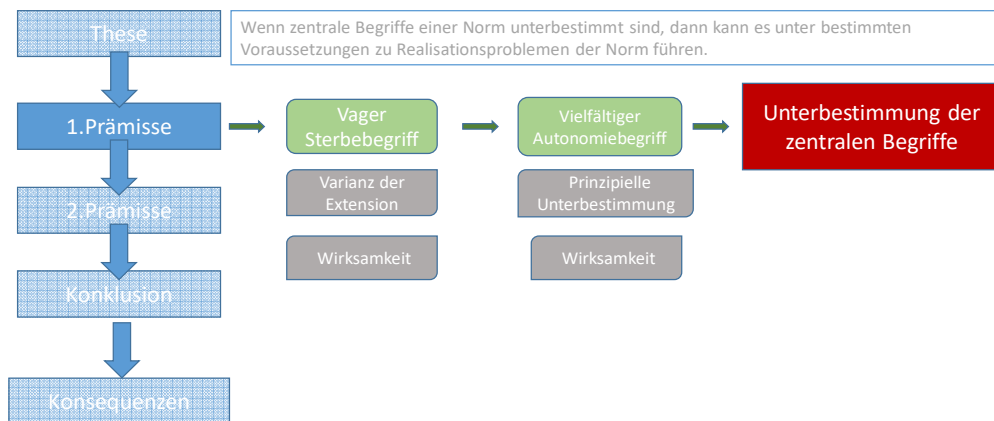 These
Wenn zentrale Begriffe einer Norm unterbestimmt sind, dann kann es unter bestimmten
Voraussetzungen zu Realisationsproblemen der Norm führen.
1.Prämisse
Vager
Sterbebegriff
Vielfältiger
Autonomiebegriff
Unterbestimmung der
zentralen Begriffe
2.Prämisse
Varianz der
Extension
Prinzipielle
Unterbestimmung
Wirksamkeit
Wirksamkeit
Konklusion
Konsequenzen